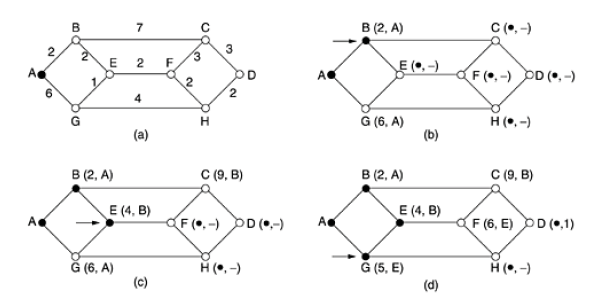 B 7 C
2 2 3 3
A E 2 F D
6 1 2 2
G 4 H
(a)
B (2, A) C (•, –)
A E (•, –) F (•, –) D (•, –)
G (6, A) H (•, –)
(b)
B (2, A) C (9, B)
A E (4, B) F (•, –) D (•,–)
G (6, A) H (•, –)
(c)
B (2, A) C (9, B)
A E (4, B) F (6, E) D (•,1)
G (5, E) H (•, –)
(d)